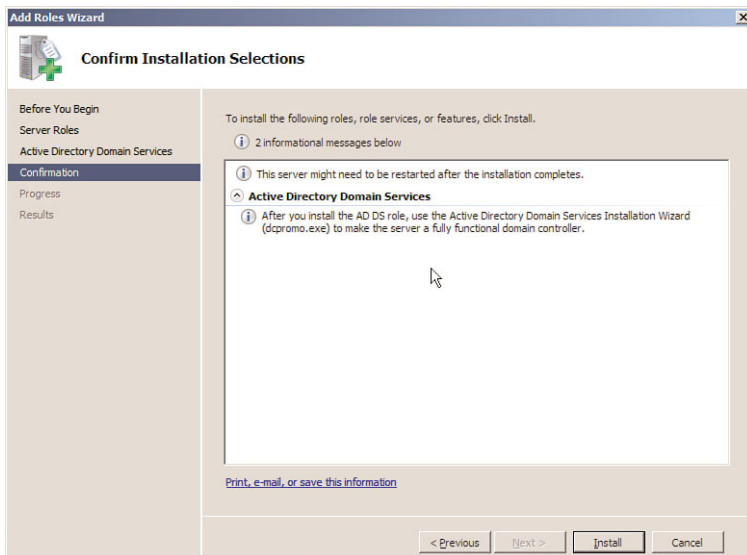 Add Roles Wizard
Confirm Installation Selections
Before You Begin
Server Roles
Active Directory Domain Services
Confirmation
Progress
Results
To install the following roles, role services, or features, click Install.
2 informational messages below
This server might need to be restarted after the installation completes.
Active Directory Domain Services
After you install the AD DS role, use the Active Directory Domain Services Installation Wizard
(dcpromo.exe) to make the server a fully functional domain controller.
Print, e-mail, or save this information
< Previous Next > Install Cancel